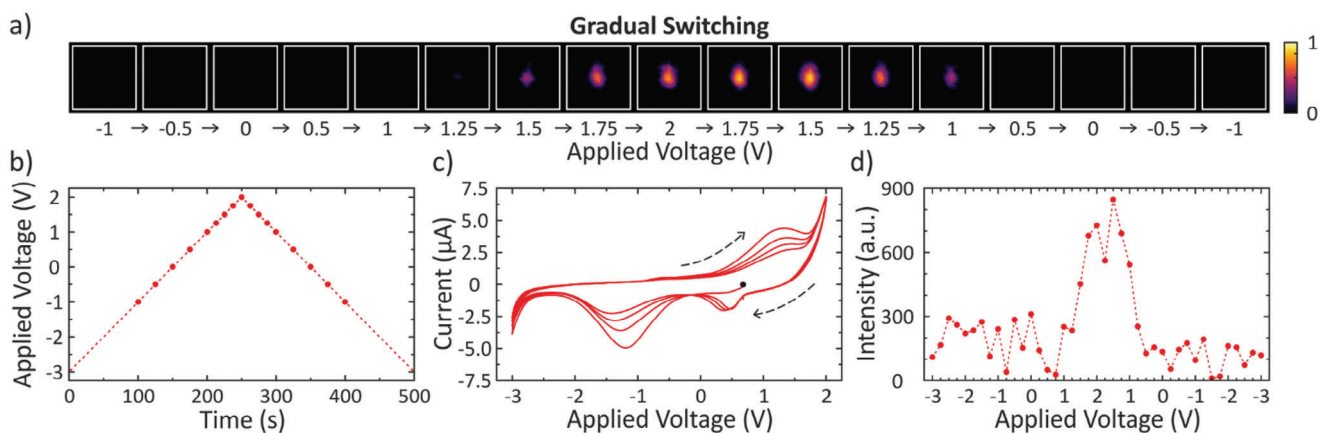 a)
Gradual Switching
1
0
-1 → -0.5 → 0 → 0.5 → 1 → 1.25 → 1.5 → 1.75 → 2 → 1.75 → 1.5 → 1.25 → 1 → 0.5 → 0 → -0.5 → -1
Applied Voltage (V)
b)
Applied Voltage (V)
2
1
0
-1
2
-3
0 100 200 300 400 500
Time (s)
c)
Current (µA)
7.5
5.0
2.5
0
-2.5
-5.0
-7.5
-3 -2 -1 0 1 2
Applied Voltage (V)
d)
Intensity (a.u.)
900
600
300
0
-3 -2 -1 0 1 2 1 0 -1 -2 -3
Applied Voltage (V)